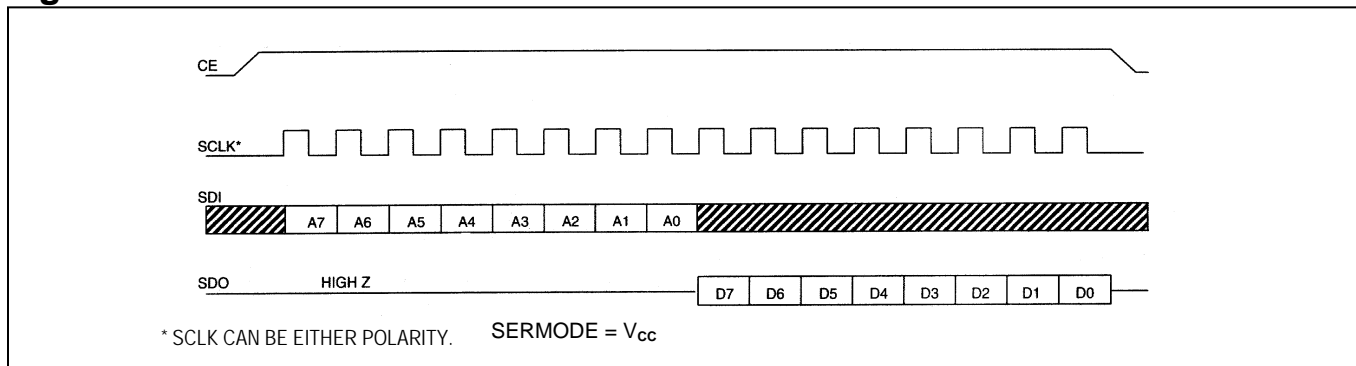 CE
SCLK*
SDI
A7 A6 A5 A4 A3 A2 A1 A0
SDO HIGH Z
D7 D6 D5 D4 D3 D2 D1 D0
* SCLK CAN BE EITHER POLARITY. SERMODE = VCC